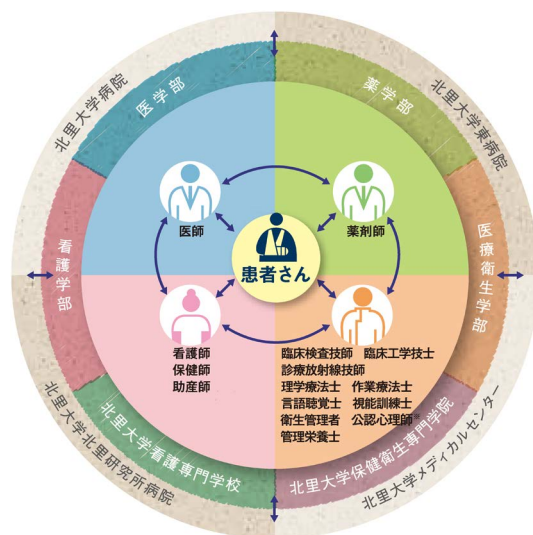 北里大学病院
医学部
薬学部
北里大学東病院
看護学部
医療衛生学部
医師
薬剤師
患者さん
看護師
保健師
助産師
臨床検査技師 臨床工学技士
診療放射線技師
理学療法士 作業療法士
言語聴覚士 視能訓練士
衛生管理者 公認心理師※
管理栄養士
北里大学看護専門学校
北里大学保健衛生専門学院
北里大学北里研究所病院
北里大学メディカルセンター